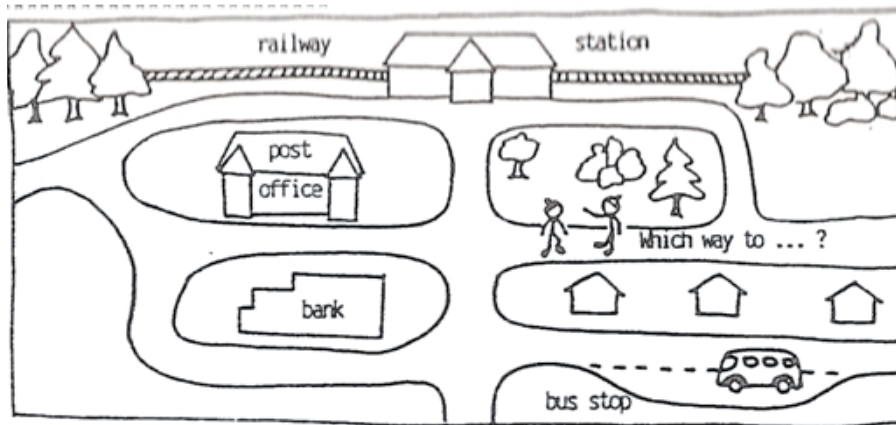 railway station
post
office
Which way to ... ?
bank
bus stop